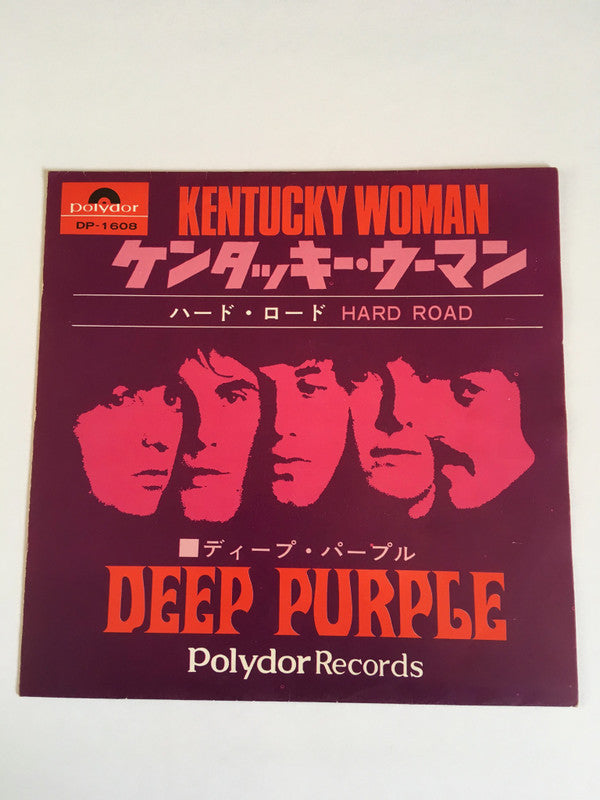 polydor
DP-1608
KENTUCKY WOMAN
ケンタッキー・ウーマン
ハード・ロード HARD ROAD
■ディープ・パープル
DEEP PURPLE
Polydor Records